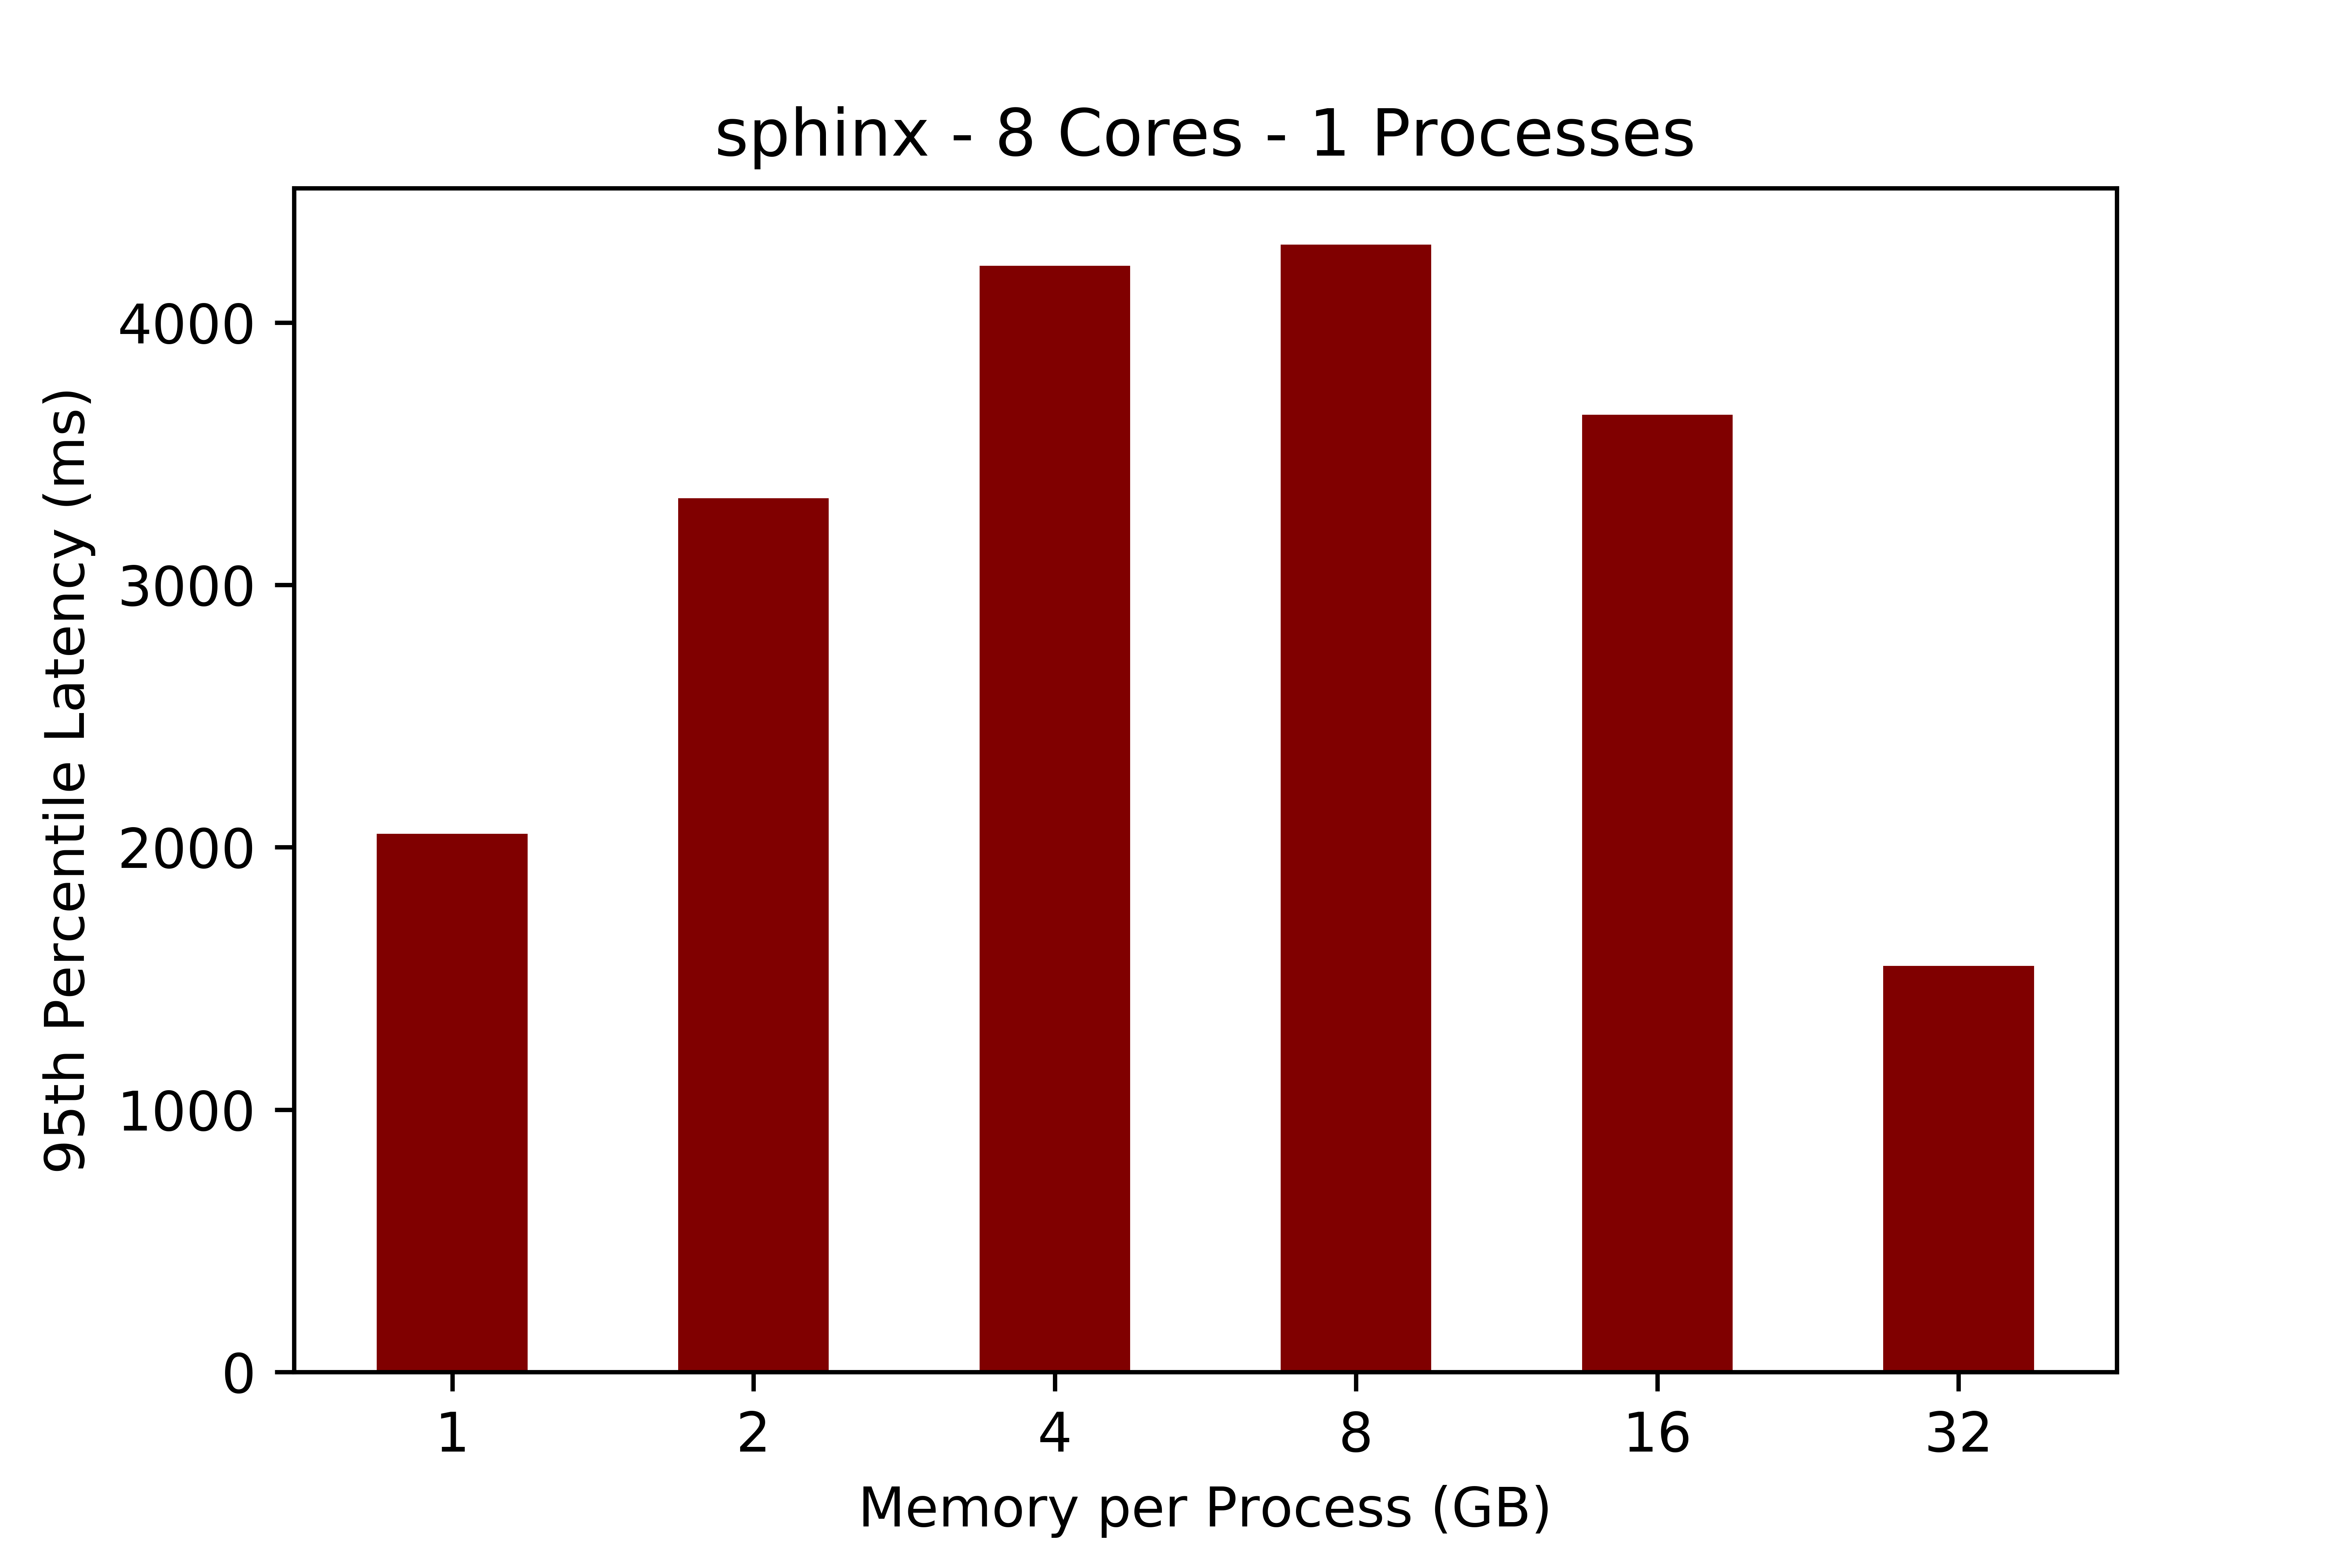 sphinx - 8 Cores - 1 Processes
95th Percentile Latency (ms)
4000
3000
2000
1000
0
1 2 4 8 16 32
Memory per Process (GB)